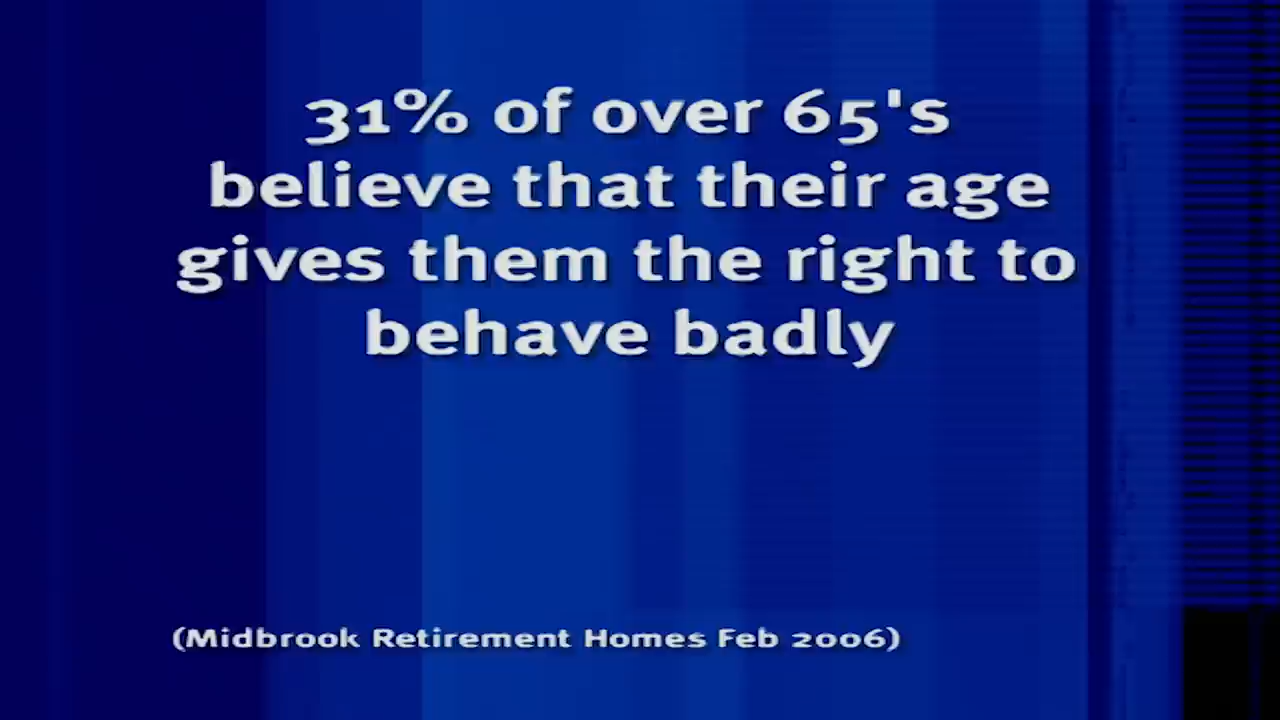 31% of over 65's
believe that their age
gives them the right to
behave badly
(Midbrook Retirement Homes Feb 2006)